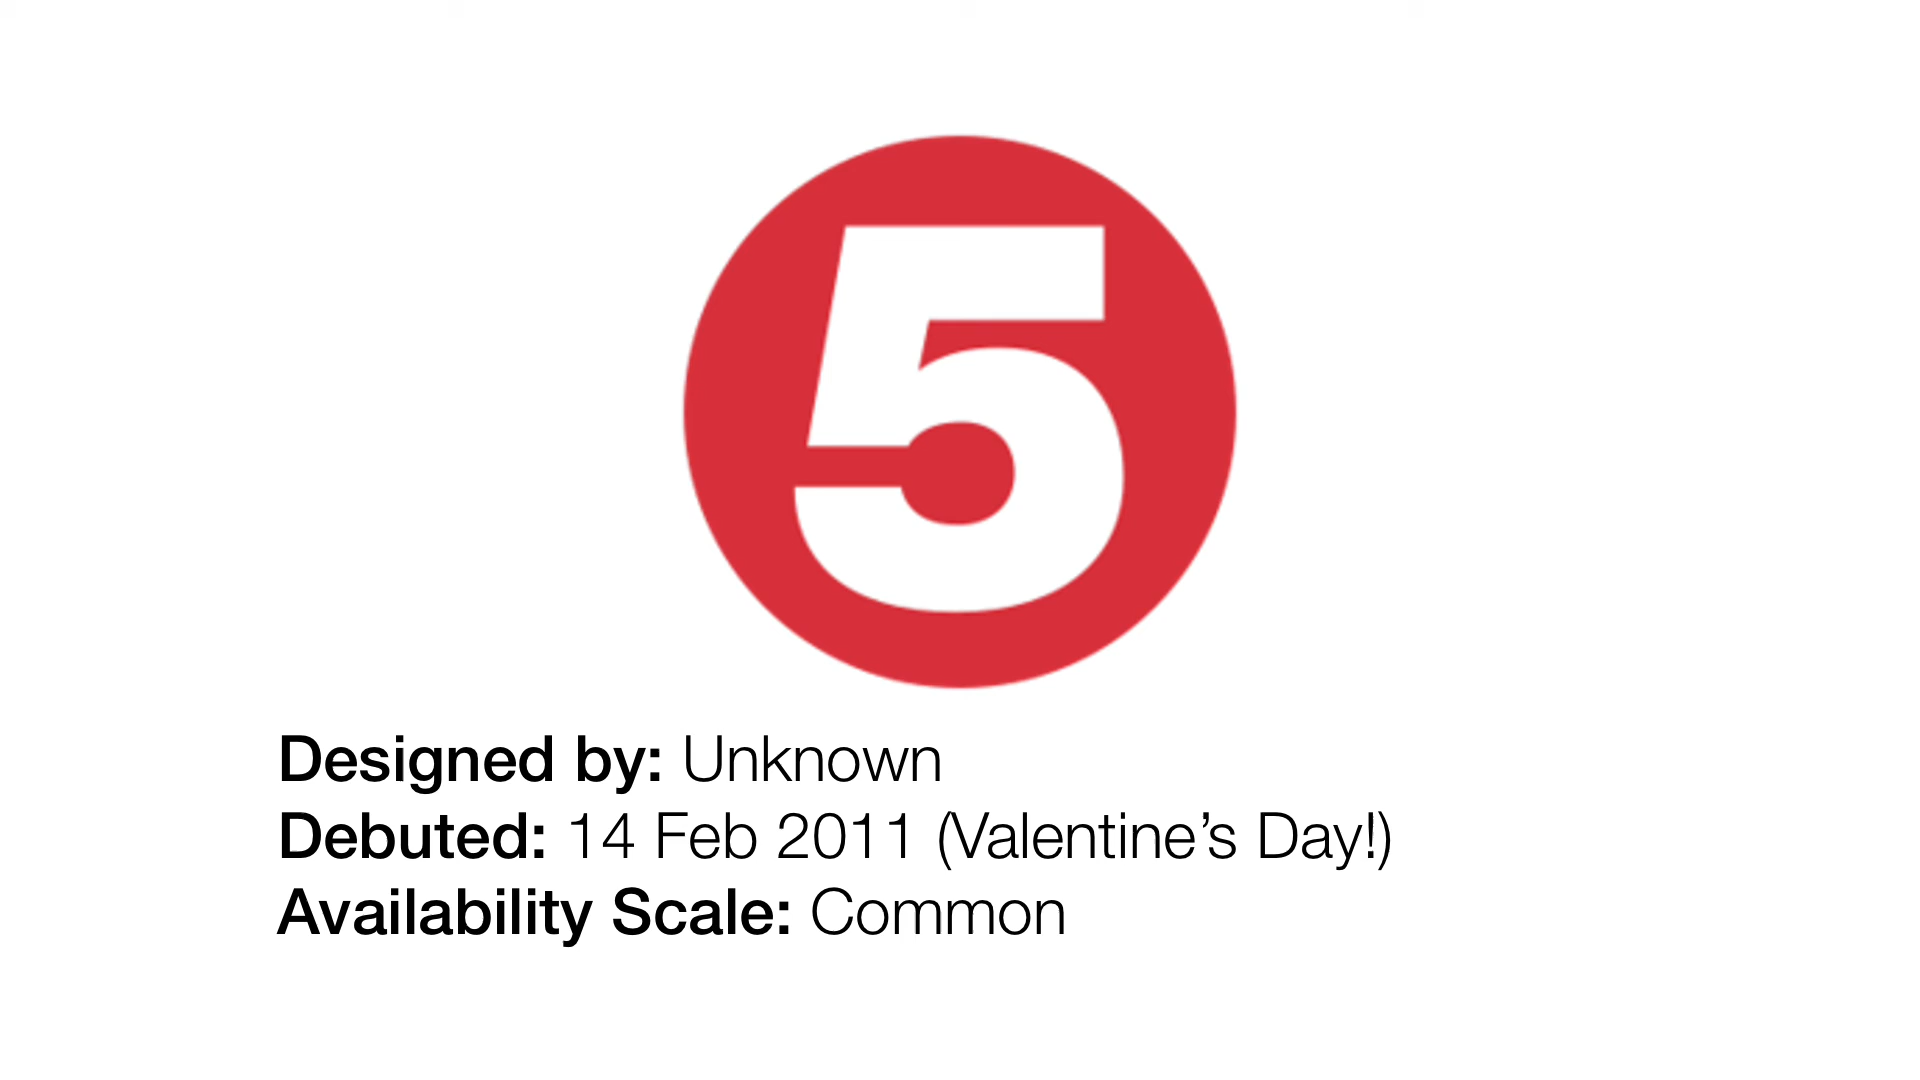 5
Designed by: Unknown
Debuted: 14 Feb 2011 (Valentine’s Day!)
Availability Scale: Common